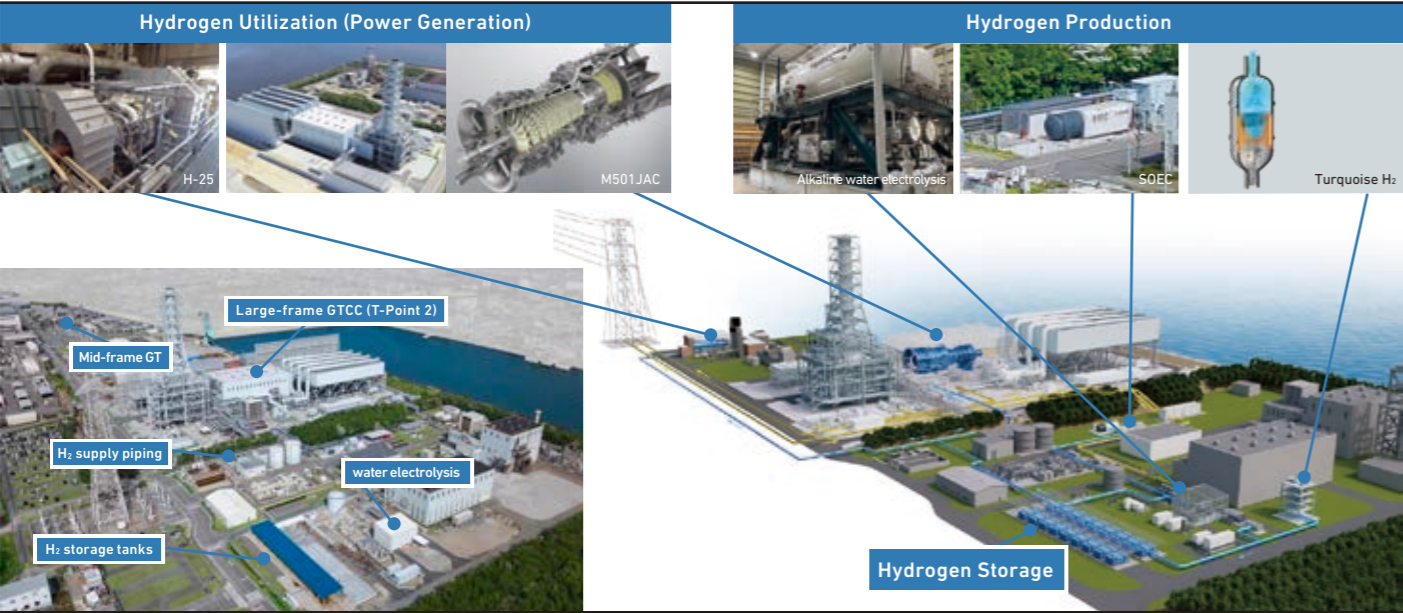 Hydrogen Utilization (Power Generation)
Hydrogen Production
H-25
M501JAC
Alkaline water electrolysis
SOEC
Turquoise H₂
Large-frame GTCC (T-Point 2)
Mid-frame GT
H₂ supply piping
water electrolysis
H₂ storage tanks
Hydrogen Storage